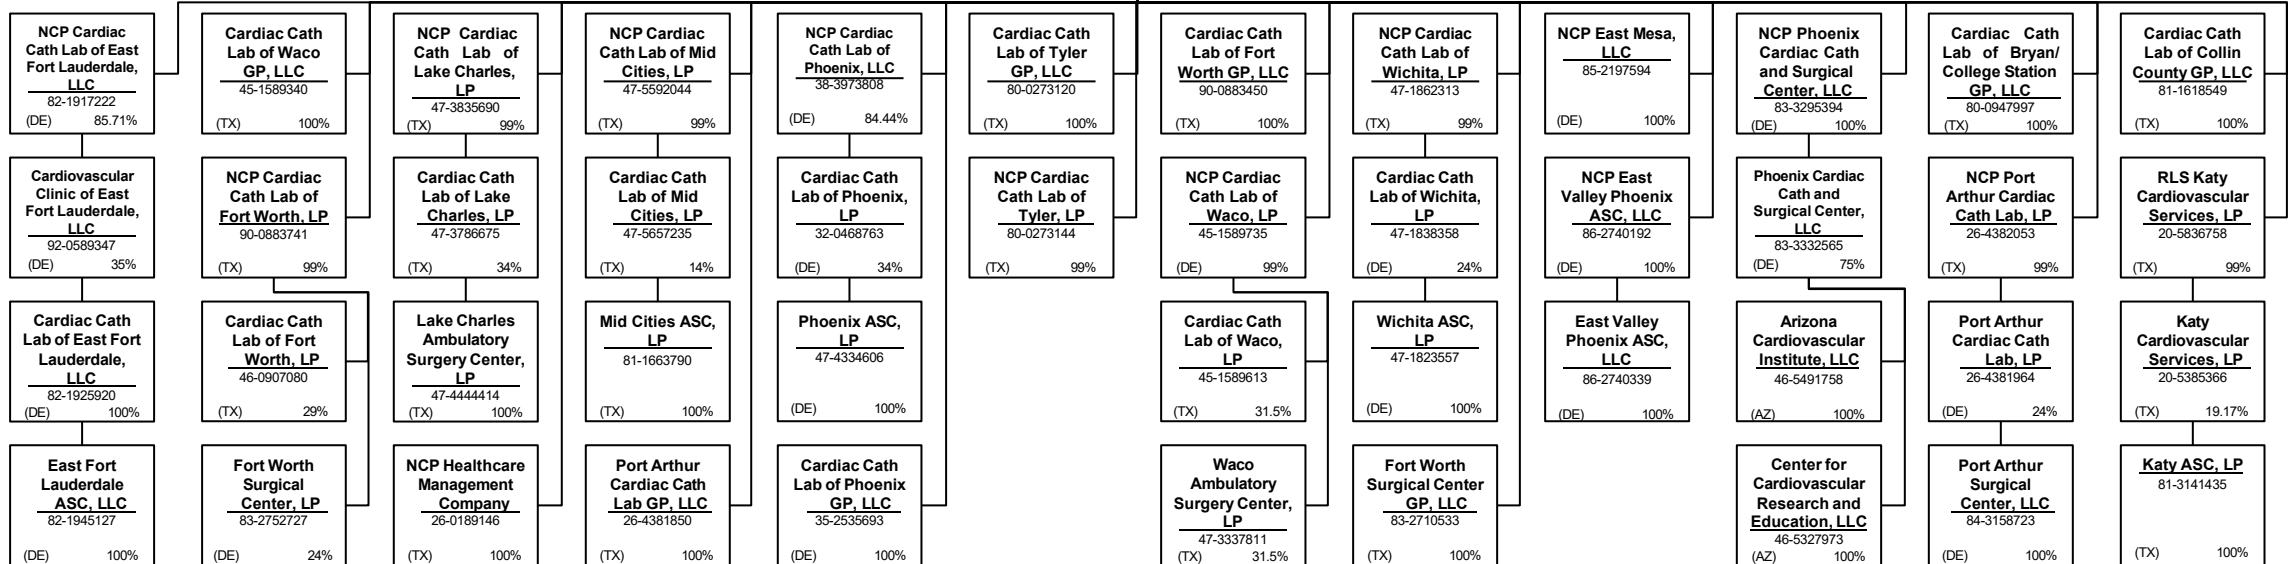 NCP Cardiac
Cath Lab of East
Fort Lauderdale,
LLC
82-1917222
(DE) 85.71%
Cardiac Cath
Lab of Waco
GP, LLC
45-1589340
(TX) 100%
NCP Cardiac
Cath Lab of
Lake Charles,
LP
47-3835690
(TX) 99%
NCP Cardiac
Cath Lab of Mid
Cities, LP
47-5592044
(TX) 99%
NCP Cardiac
Cath Lab of
Phoenix, LLC
38-3973808
(DE) 84.44%
Cardiac Cath
Lab of Tyler
GP, LLC
80-0273120
(TX) 100%
Cardiac Cath
Lab of Fort
Worth GP, LLC
90-0883450
(TX) 100%
NCP Cardiac
Cath Lab of
Wichita, LP
47-1862313
(TX) 99%
NCP East Mesa,
LLC
85-2197594
(DE) 100%
NCP Phoenix
Cardiac Cath
and Surgical
Center, LLC
83-3295394
(DE) 100%
Cardiac Cath
Lab of Bryan/
College Station
GP, LLC
80-0947997
(TX) 100%
Cardiac Cath
Lab of Collin
County GP, LLC
81-1618549
(TX) 100%
Cardiovascular
Clinic of East
Fort Lauderdale,
LLC
92-0589347
(DE) 35%
NCP Cardiac
Cath Lab of
Fort Worth, LP
90-0883741
(TX) 99%
Cardiac Cath
Lab of Lake
Charles, LP
47-3786675
(TX) 34%
Cardiac Cath
Lab of Mid
Cities, LP
47-5657235
(TX) 14%
Cardiac Cath
Lab of Phoenix,
LP
32-0468763
(DE) 34%
NCP Cardiac
Cath Lab of
Tyler, LP
80-0273144
(TX) 99%
NCP Cardiac
Cath Lab of
Waco, LP
45-1589735
(DE) 99%
Cardiac Cath
Lab of Wichita,
LP
47-1838358
(DE) 24%
NCP East
Valley Phoenix
ASC, LLC
86-2740192
(DE) 100%
Phoenix Cardiac
Cath and
Surgical Center,
LLC
83-3332565
(DE) 75%
NCP Port
Arthur Cardiac
Cath Lab, LP
26-4382053
(TX) 99%
RLS Katy
Cardiovascular
Services, LP
20-5836758
(TX) 99%
Cardiac Cath
Lab of East Fort
Lauderdale,
LLC
82-1925920
(DE) 100%
Cardiac Cath
Lab of Fort
Worth, LP
46-0907080
(TX) 29%
Lake Charles
Ambulatory
Surgery Center,
LP
47-4444414
(TX) 100%
Mid Cities ASC,
LP
81-1663790
(TX) 100%
Phoenix ASC,
LP
47-4334606
(DE) 100%
Cardiac Cath
Lab of Waco,
LP
45-1589613
(TX) 31.5%
Wichita ASC,
LP
47-1823557
(DE) 100%
East Valley
Phoenix ASC,
LLC
86-2740339
(DE) 100%
Arizona
Cardiovascular
Institute, LLC
46-5491758
(AZ) 100%
Port Arthur
Cardiac Cath
Lab, LP
26-4381964
(DE) 24%
Katy
Cardiovascular
Services, LP
20-5385366
(TX) 19.17%
East Fort
Lauderdale
ASC, LLC
82-1945127
(DE) 100%
Fort Worth
Surgical
Center, LP
83-2752727
(DE) 24%
NCP Healthcare
Management
Company
26-0189146
(TX) 100%
Port Arthur
Cardiac Cath
Lab GP, LLC
26-4381850
(TX) 100%
Cardiac Cath
Lab of Phoenix
GP, LLC
35-2535693
(DE) 100%
Waco
Ambulatory
Surgery Center,
LP
47-3337811
(TX) 31.5%
Fort Worth
Surgical Center
GP, LLC
83-2710533
(TX) 100%
Center for
Cardiovascular
Research and
Education, LLC
46-5327973
(AZ) 100%
Port Arthur
Surgical
Center, LLC
84-3158723
(DE) 100%
Katy ASC, LP
81-3141435
(TX) 100%